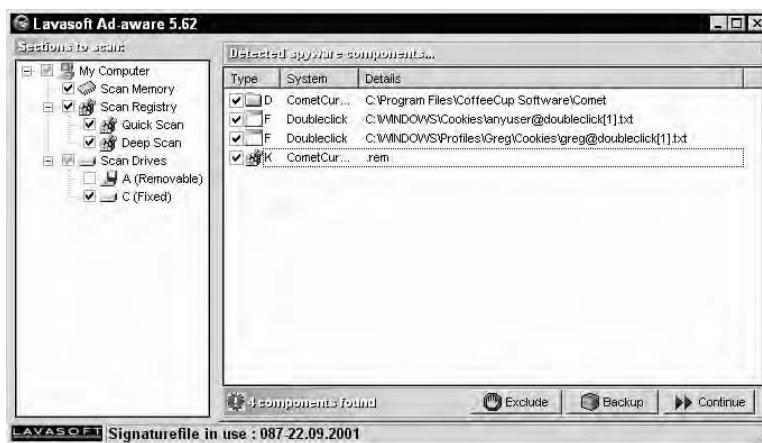 Lavasoft Ad-aware 5.62
Sections to scan:
My Computer
Scan Memory
Scan Registry
Quick Scan
Deep Scan
Scan Drives
A (Removable)
C (Fixed)
Detected spyware components...
Type System Details
D CometCur... C:\Program Files\CoffeeCup Software\Comet
F Doubleclick C:\WINDOWS\Cookies\anyuser@doubleclick[1].txt
F Doubleclick C:\WINDOWS\Profiles\Greg\Cookies\greg@doubleclick[1].txt
K CometCur... .rem
4 components found
Exclude Backup Continue
LAVASOFT Signaturefile in use : 087-22.09.2001